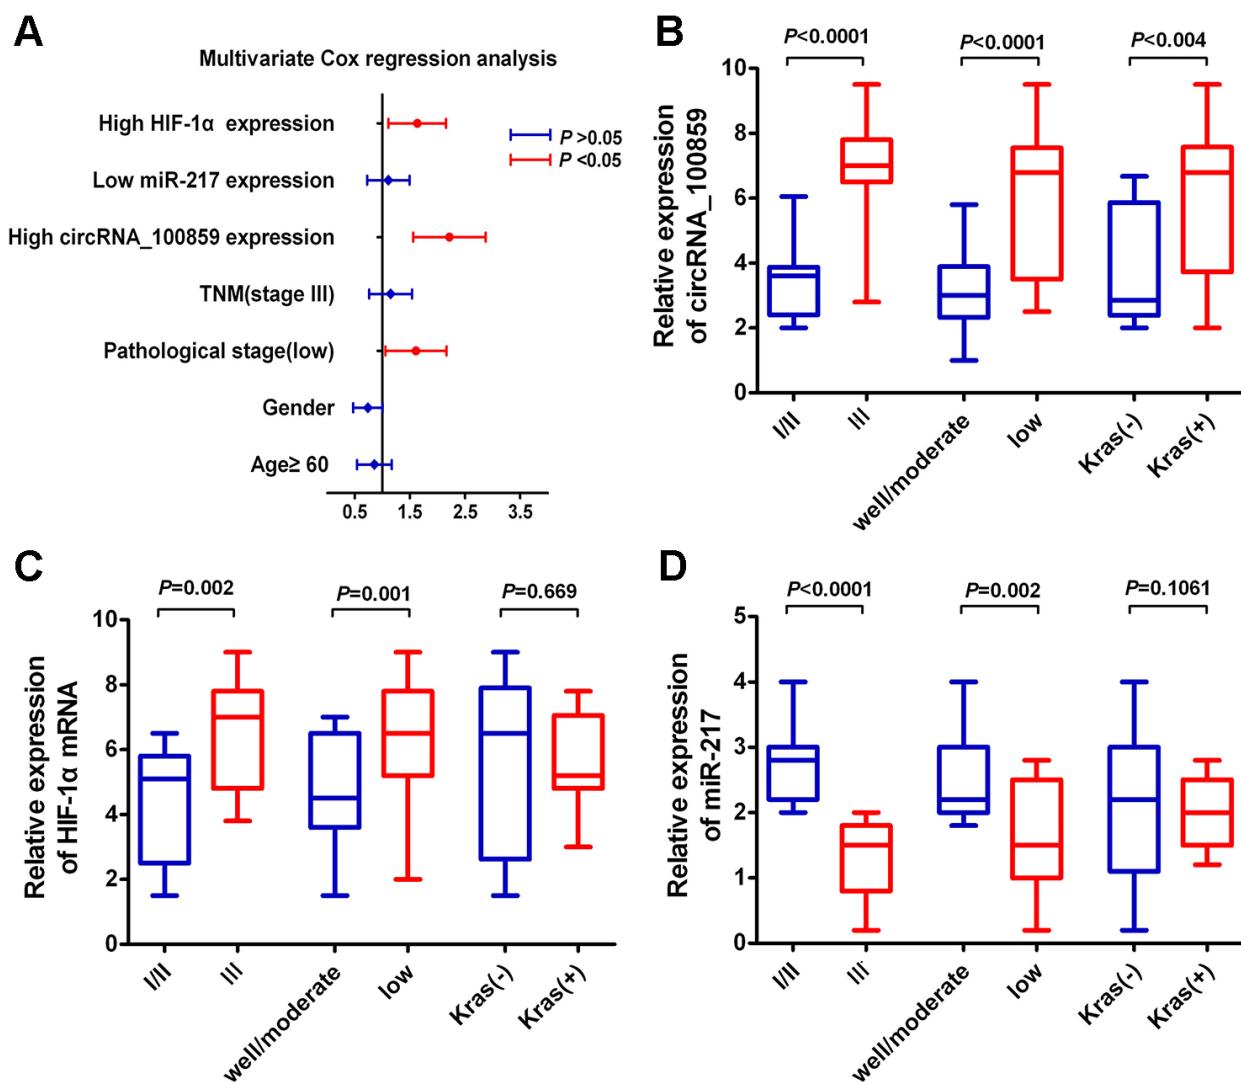 A
Multivariate Cox regression analysis
High HIF-1α expression
Low miR-217 expression
High circRNA_100859 expression
TNM(stage III)
Pathological stage(low)
Gender
Age≥ 60
P >0.05
P <0.05
0.5 1.5 2.5 3.5
B
P<0.0001 P<0.0001 P<0.004
Relative expression
of circRNA_100859
10
8
6
4
2
0
I/II III well/moderate low Kras(-) Kras(+)
C
P=0.002 P=0.001 P=0.669
Relative expression
of HIF-1α mRNA
10
8
6
4
2
0
I/II III well/moderate low Kras(-) Kras(+)
D
P<0.0001 P=0.002 P=0.1061
Relative expression
of miR-217
5
4
3
2
1
0
I/II III well/moderate low Kras(-) Kras(+)